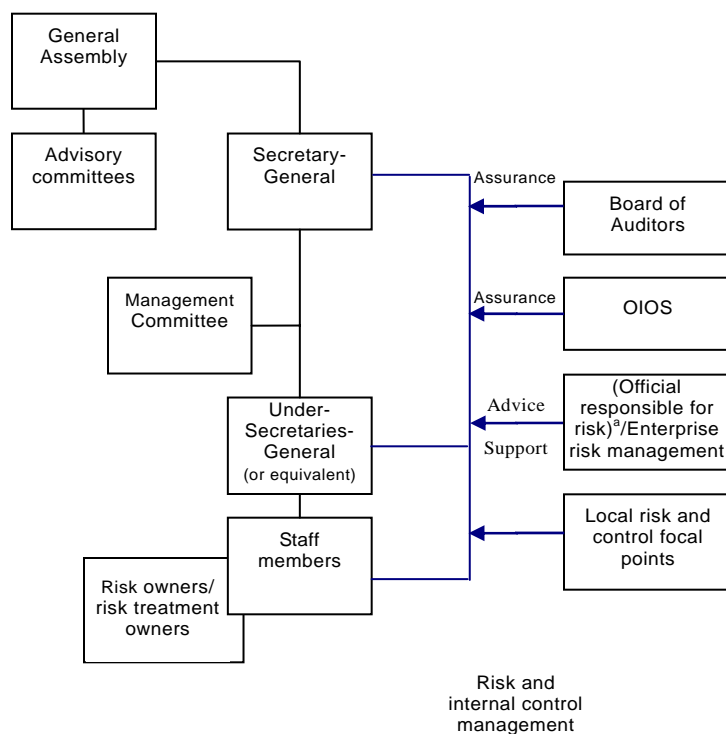 General
Assembly
Advisory
committees
Secretary-
General
Assurance
Board of
Auditors
Management
Committee
Assurance
OIOS
Under-
Secretaries-
General
(or equivalent)
Advice
Support
(Official
responsible for
risk)ᵃ/Enterprise
risk management
Staff
members
Local risk and
control focal
points
Risk owners/
risk treatment
owners
Risk and
internal control
management